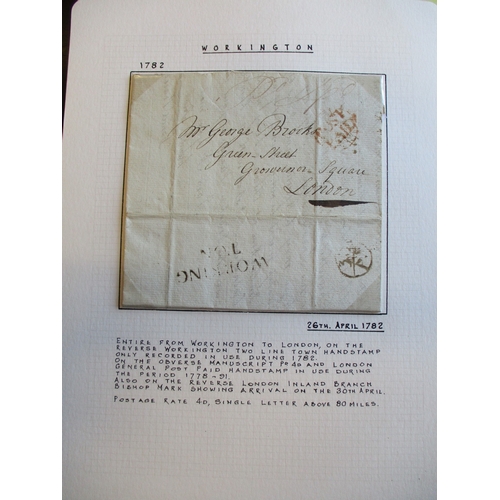 WORKINGTON
1782
Mr George Brocks
Green Street
Grosvenor Square
London
WORKING
TON
26TH. APRIL 1782
ENTIRE FROM WORKINGTON TO LONDON, ON THE
REVERSE WORKINGTON TWO LINE TOWN HANDSTAMP
ONLY RECORDED IN USE DURING 1782.
ON THE OBVERSE MANUSCRIPT PD 4D AND LONDON
GENERAL POST PAID HANDSTAMP IN USE DURING
THE PERIOD 1778-91.
ALSO ON THE REVERSE LONDON INLAND BRANCH
BISHOP MARK SHOWING ARRIVAL ON THE 30TH APRIL.
POSTAGE RATE 4D, SINGLE LETTER ABOVE 80 MILES.